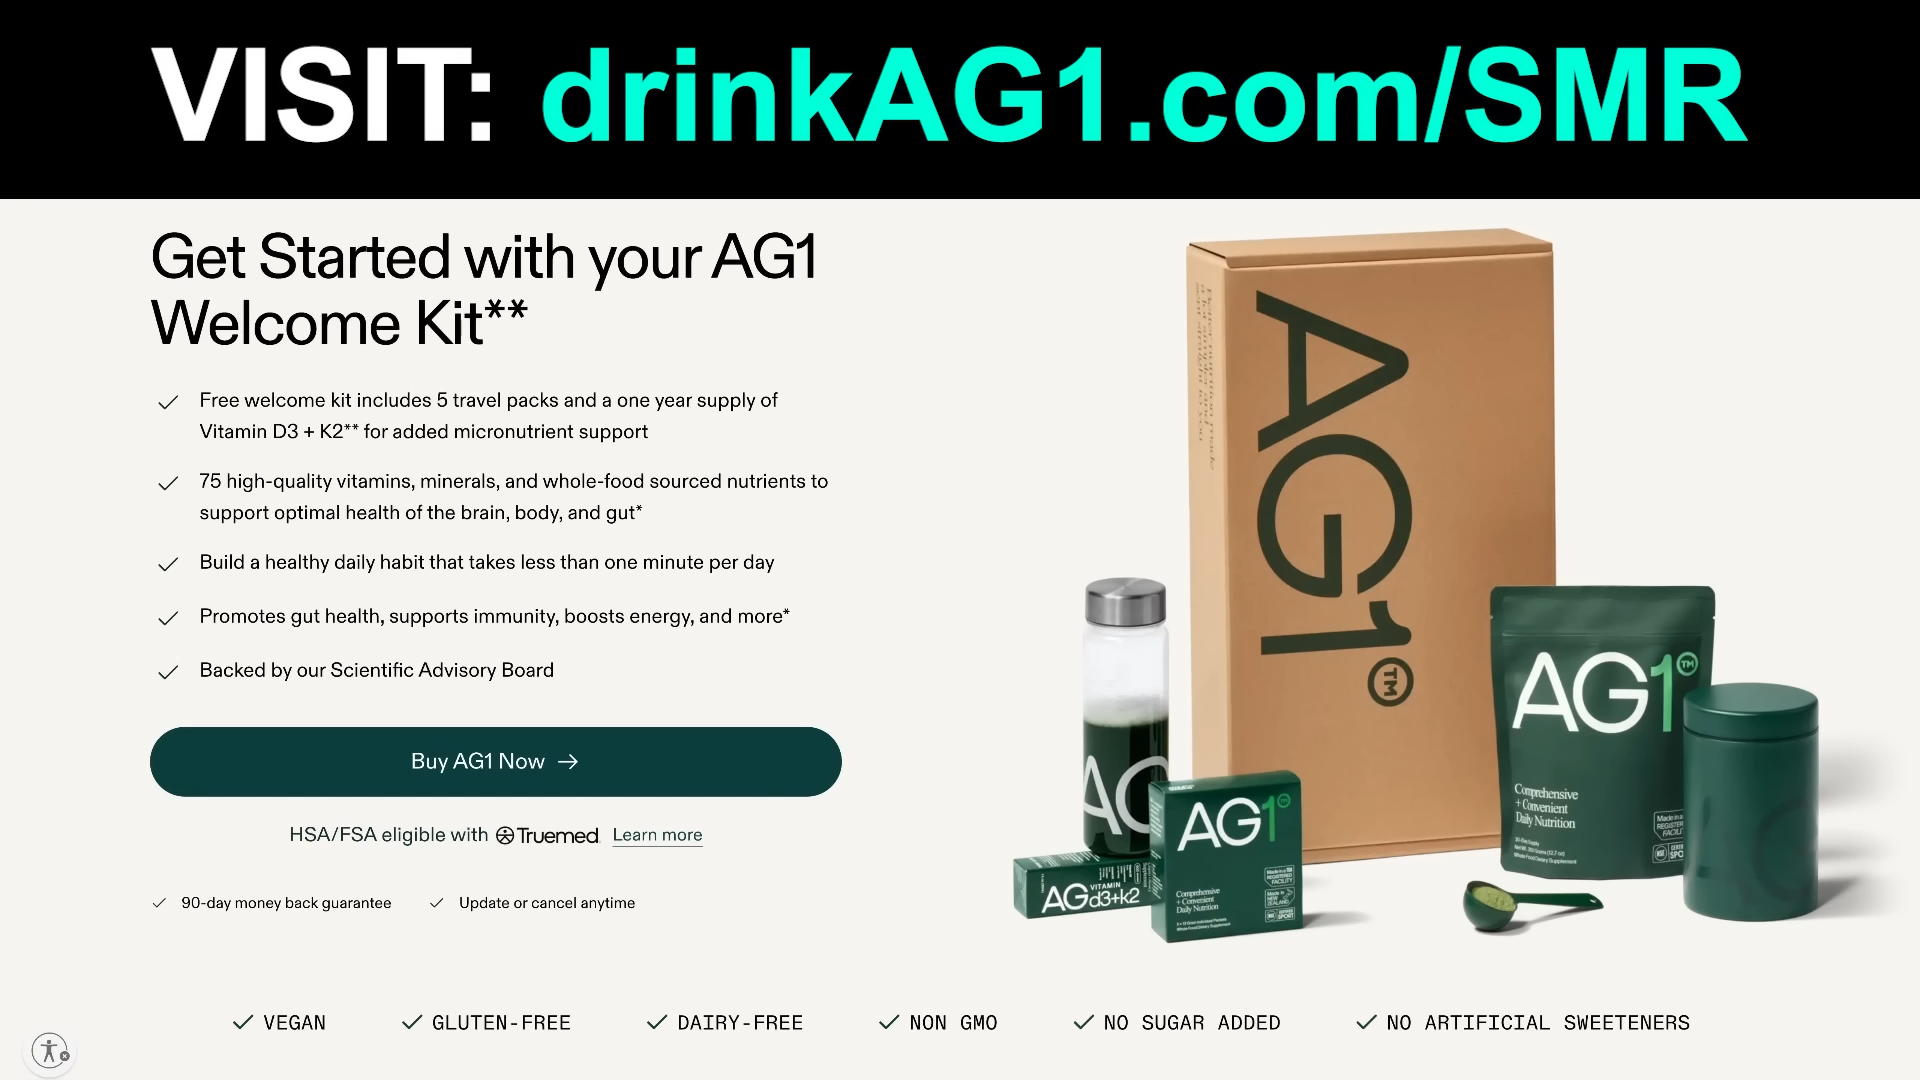 VISIT: drinkAG1.com/SMR
Get Started with your AG1
Welcome Kit**
Free welcome kit includes 5 travel packs and a one year supply of
Vitamin D3 + K2** for added micronutrient support
75 high-quality vitamins, minerals, and whole-food sourced nutrients to
support optimal health of the brain, body, and gut*
Build a healthy daily habit that takes less than one minute per day
Promotes gut health, supports immunity, boosts energy, and more*
Backed by our Scientific Advisory Board
Buy AG1 Now →
HSA/FSA eligible with Truemed Learn more
90-day money back guarantee
Update or cancel anytime
AG1™
AG
AG VITAMIN d3+k2
AG1™
Comprehensive
+ Convenient
Daily Nutrition
AG1™
Comprehensive
+ Convenient
Daily Nutrition
VEGAN
GLUTEN-FREE
DAIRY-FREE
NON GMO
NO SUGAR ADDED
NO ARTIFICIAL SWEETENERS